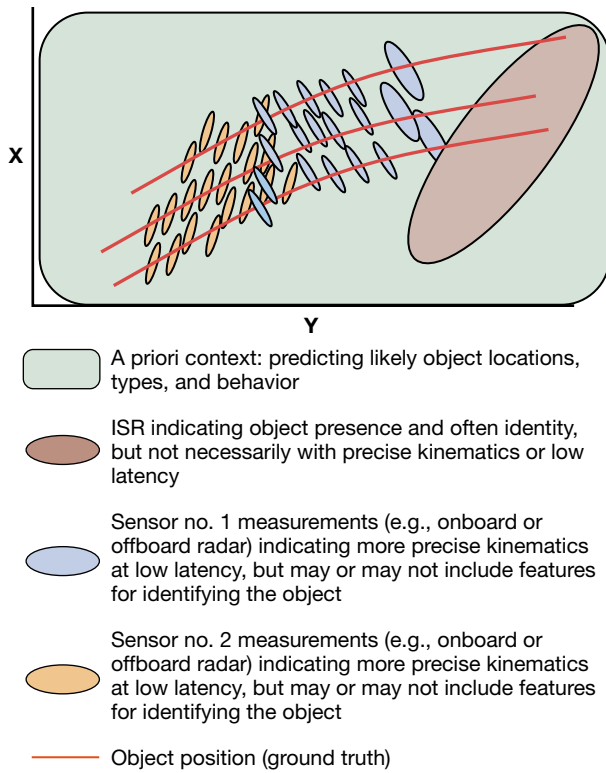 X
Y
A priori context: predicting likely object locations,
types, and behavior
ISR indicating object presence and often identity,
but not necessarily with precise kinematics or low
latency
Sensor no. 1 measurements (e.g., onboard or
offboard radar) indicating more precise kinematics
at low latency, but may or may not include features
for identifying the object
Sensor no. 2 measurements (e.g., onboard or
offboard radar) indicating more precise kinematics
at low latency, but may or may not include features
for identifying the object
Object position (ground truth)